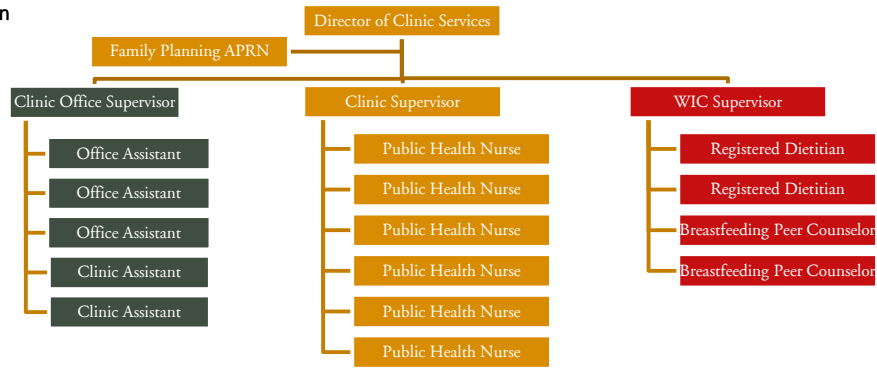 n
Director of Clinic Services
Family Planning APRN
Clinic Office Supervisor
Office Assistant
Office Assistant
Office Assistant
Clinic Assistant
Clinic Assistant
Clinic Supervisor
Public Health Nurse
Public Health Nurse
Public Health Nurse
Public Health Nurse
Public Health Nurse
Public Health Nurse
WIC Supervisor
Registered Dietitian
Registered Dietitian
Breastfeeding Peer Counselor
Breastfeeding Peer Counselor